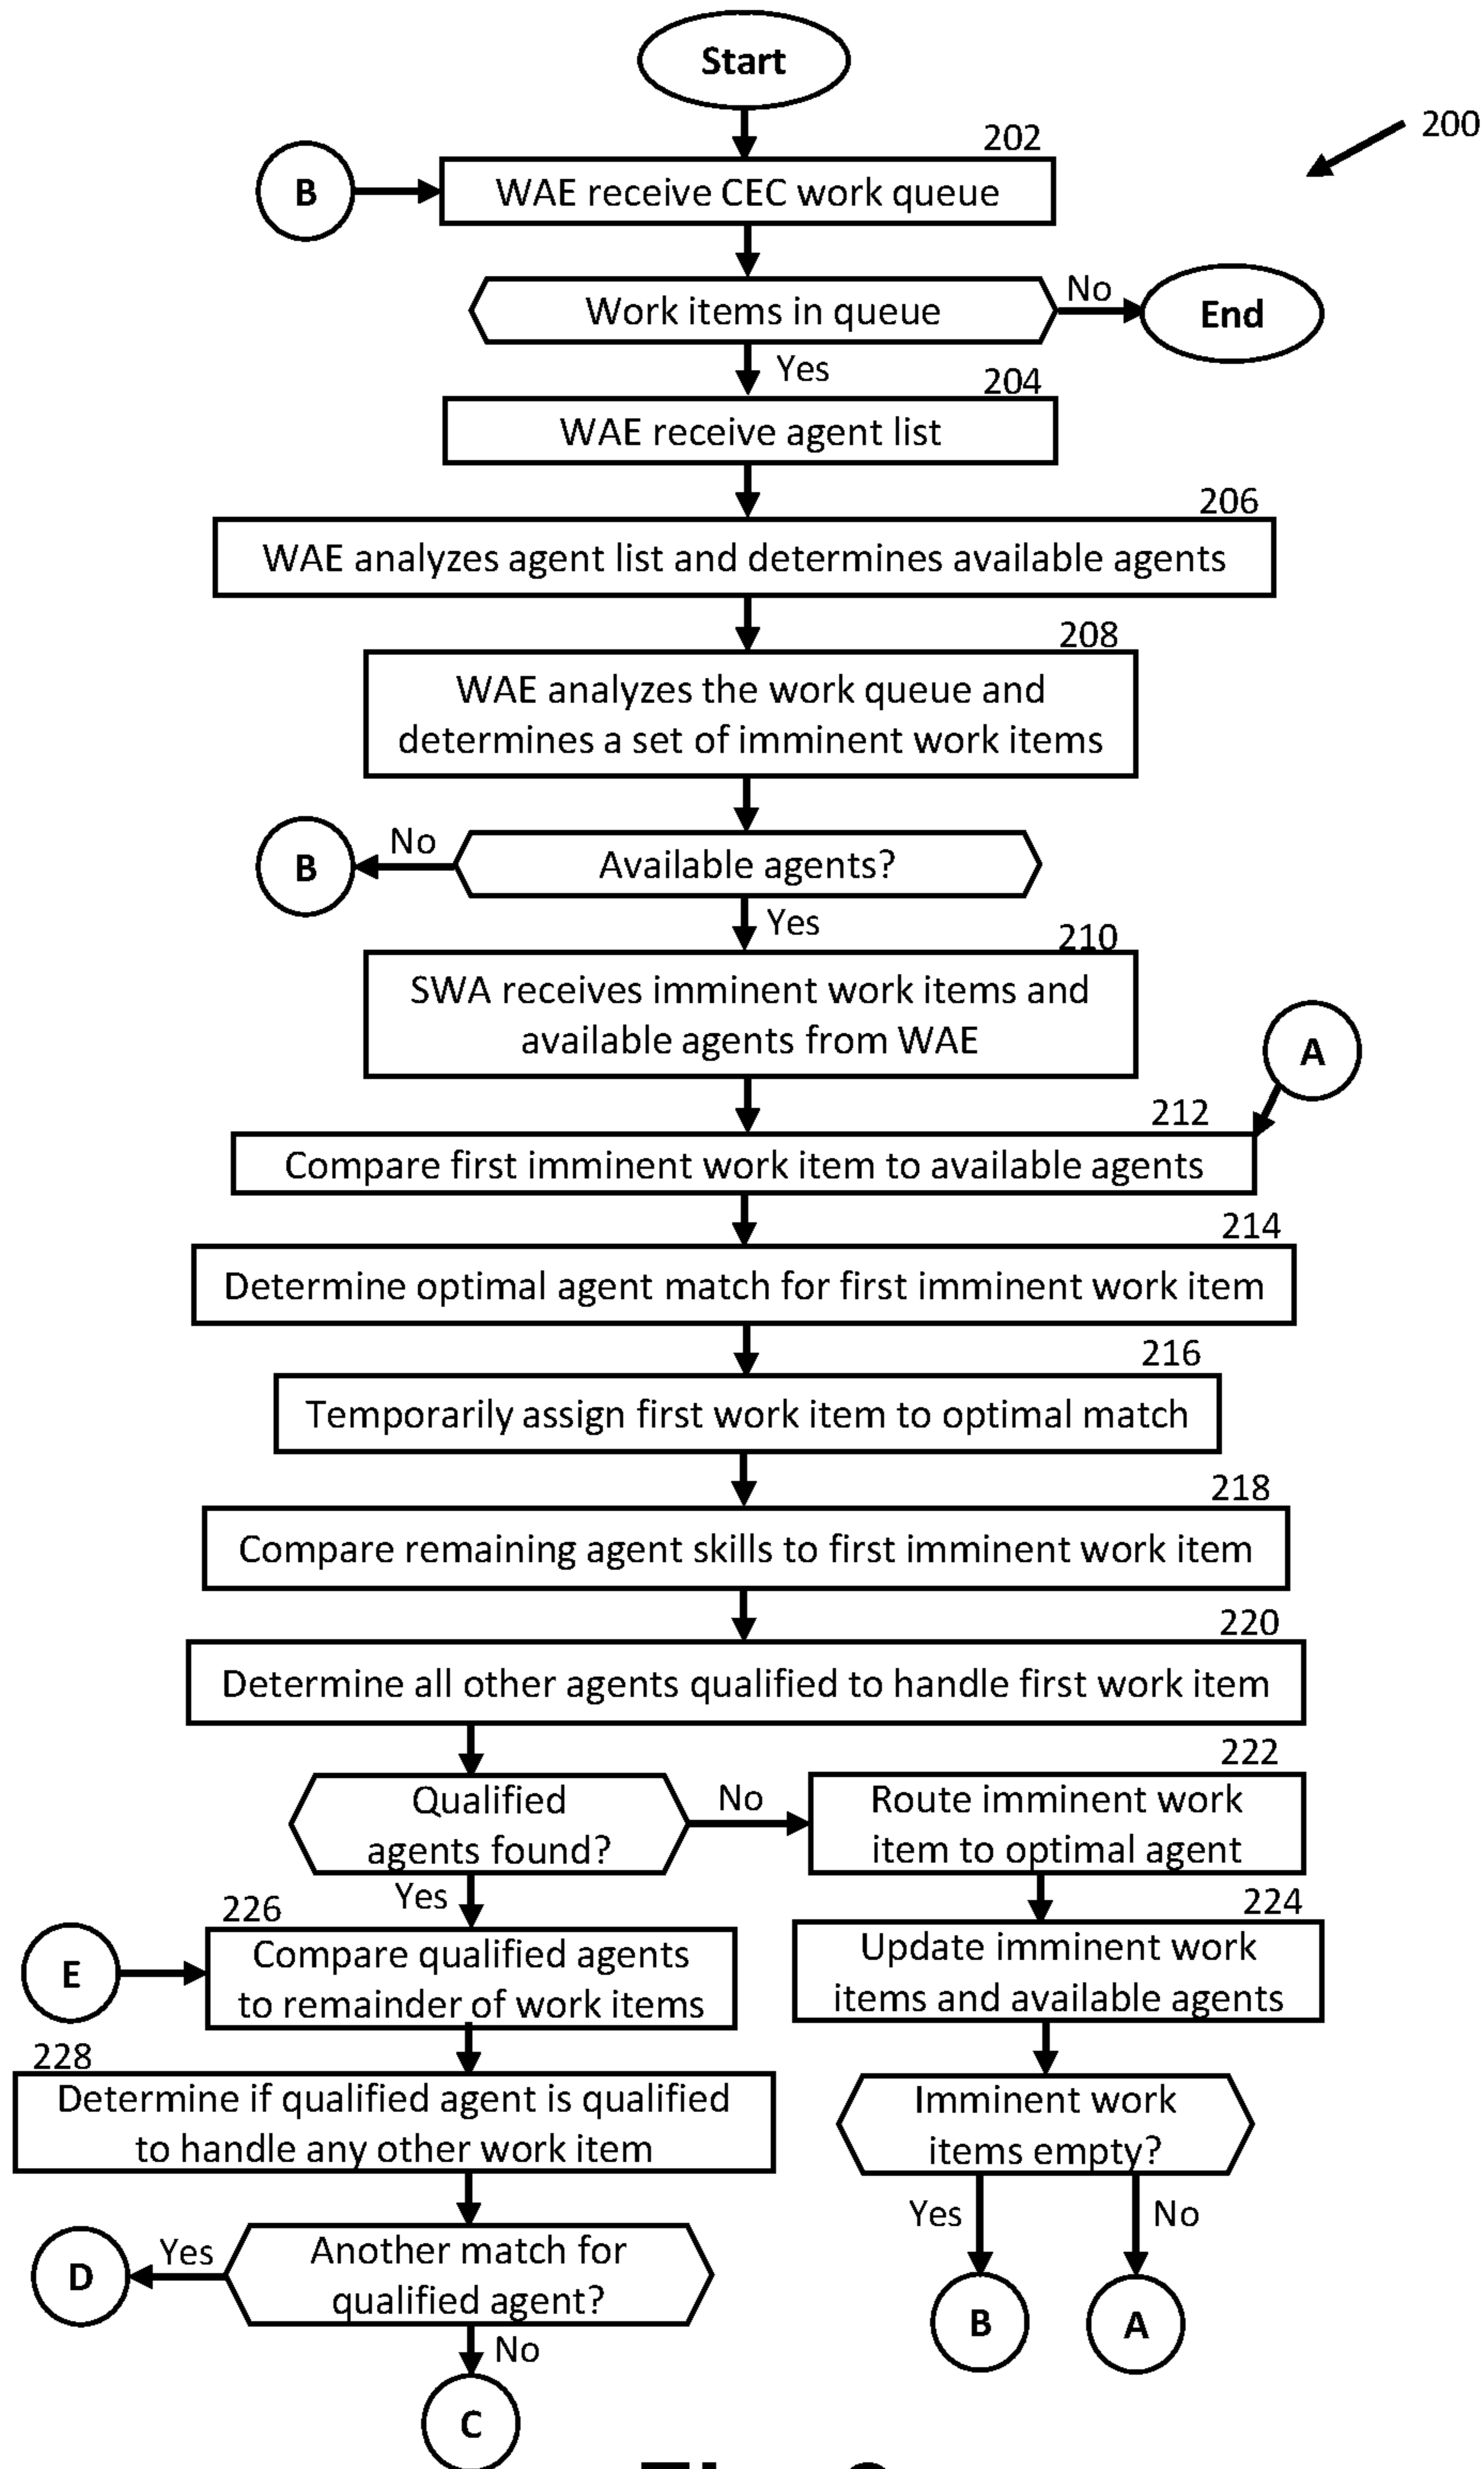 Start
200
202
B
WAE receive CEC work queue
Work items in queue
No
End
Yes
204
WAE receive agent list
206
WAE analyzes agent list and determines available agents
208
WAE analyzes the work queue and
determines a set of imminent work items
B
No
Available agents?
Yes
210
SWA receives imminent work items and
available agents from WAE
A
212
Compare first imminent work item to available agents
214
Determine optimal agent match for first imminent work item
216
Temporarily assign first work item to optimal match
218
Compare remaining agent skills to first imminent work item
220
Determine all other agents qualified to handle first work item
Qualified
agents found?
No
222
Route imminent work
item to optimal agent
Yes
224
Update imminent work
items and available agents
226
E
Compare qualified agents
to remainder of work items
228
Determine if qualified agent is qualified
to handle any other work item
Imminent work
items empty?
Yes
No
B
A
D
Yes
Another match for
qualified agent?
No
C